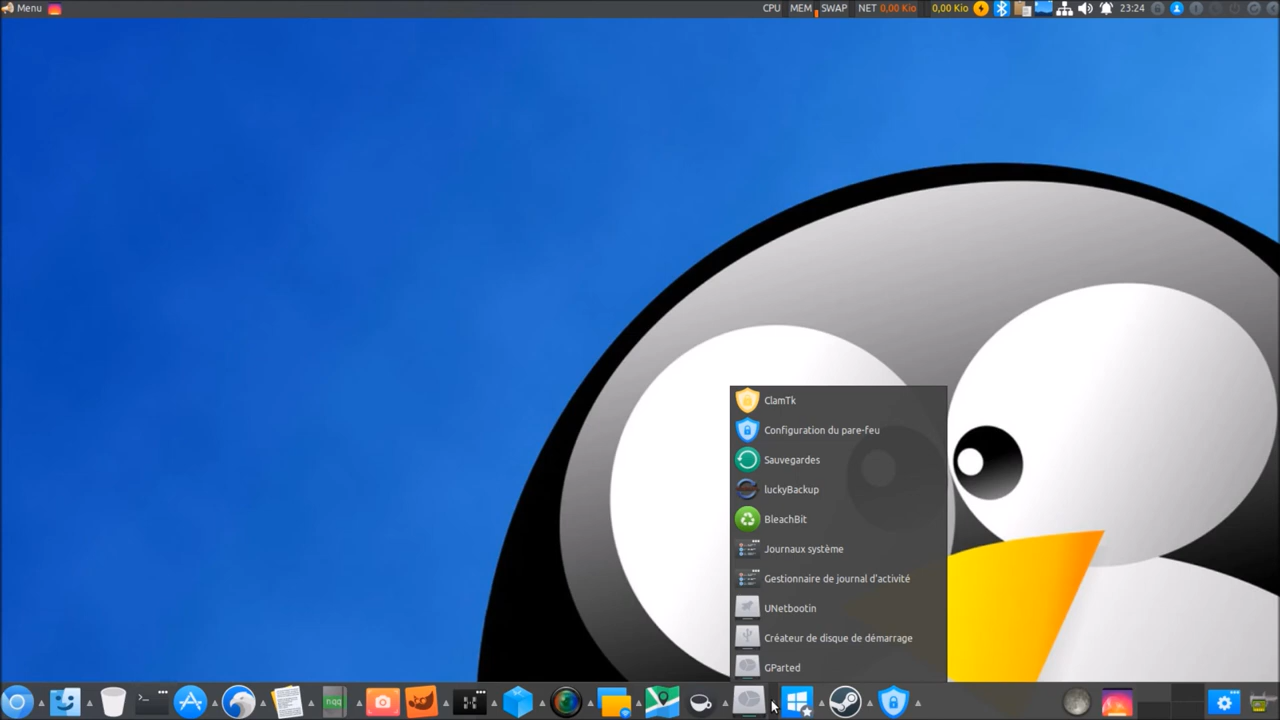 Menu
CPU MEM SWAP NET 0,00 Kio 0,00 Kio 23:24
ClamTk
Configuration du pare-feu
Sauvegardes
luckyBackup
BleachBit
Journaux système
Gestionnaire de journal d'activité
UNetbootin
Créateur de disque de démarrage
GParted
hqq